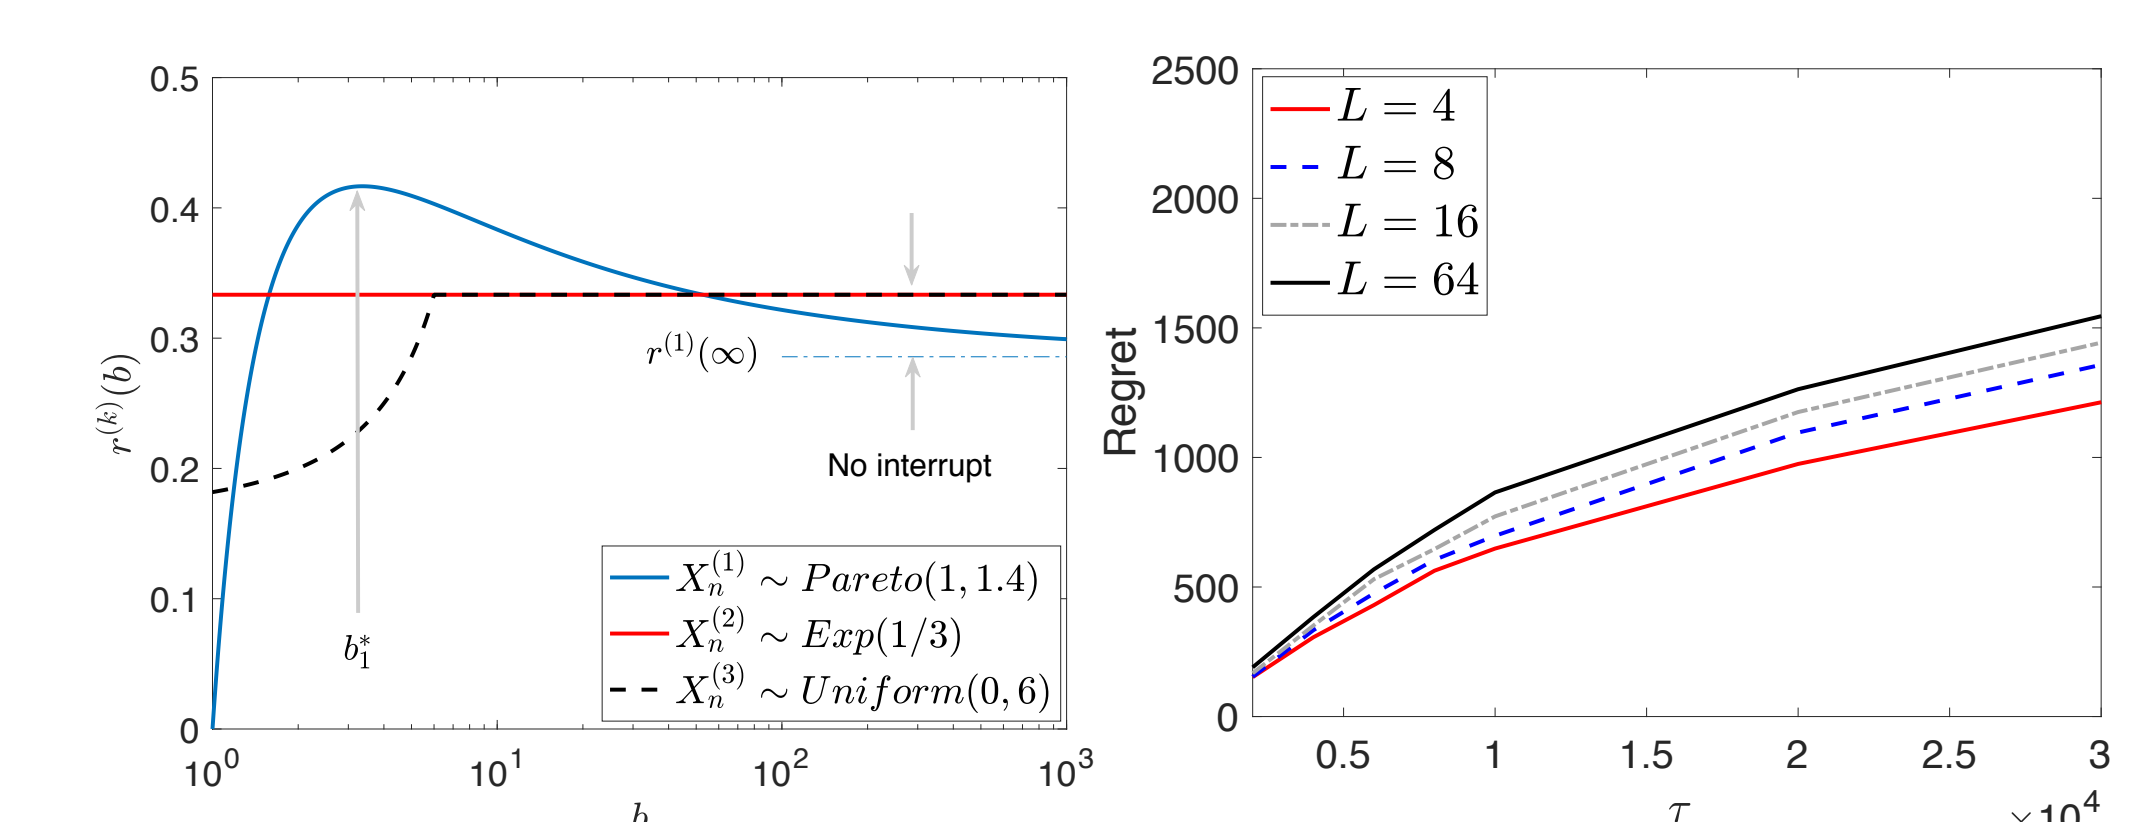 0.5
0.4
0.3
0.2
0.1
0
r^{(k)}(b)
10^0 10^1 10^2 10^3
b
r^{(1)}(∞)
No interrupt
b_1^*
X_n^{(1)} ∼ Pareto(1, 1.4)
X_n^{(2)} ∼ Exp(1/3)
X_n^{(3)} ∼ Uniform(0, 6)
2500
2000
1500
1000
500
0
Regret
L = 4
L = 8
L = 16
L = 64
0.5 1 1.5 2 2.5 3
τ
×10^4